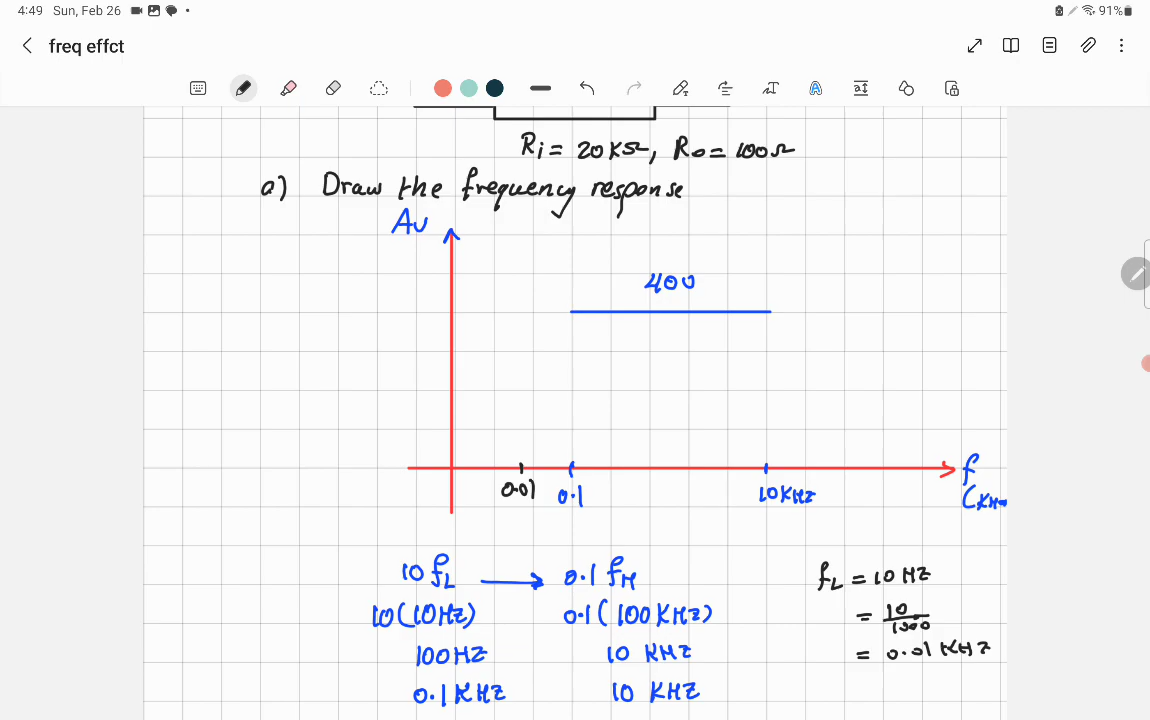 4:49 Sun, Feb 26
91%
freq effct
Ri = 20KΩ, Ro = 100Ω
a) Draw the frequency response
Av
400
0.01
0.1
10KHz
f
10 fL → 0.1 fH
10(10Hz) 0.1(100KHz)
100HZ 10 KHZ
0.1KHZ 10 KHZ
fL = 10 HZ
= 10/1000
= 0.01 KHZ